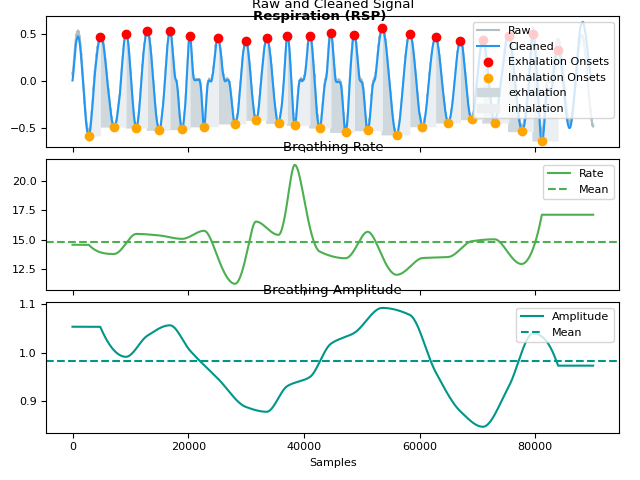 Raw and Cleaned Signal
Respiration (RSP)
0.5
0.0
−0.5
Raw
Cleaned
Exhalation Onsets
Inhalation Onsets
exhalation
inhalation
Breathing Rate
20.0
17.5
15.0
12.5
Rate
Mean
Breathing Amplitude
1.1
1.0
0.9
Amplitude
Mean
0 20000 40000 60000 80000
Samples